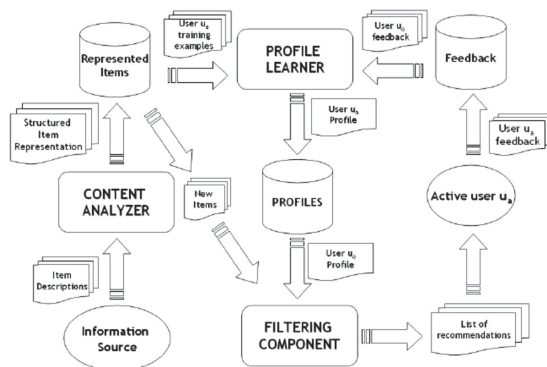 Represented
Items
User uₐ
training
examples
PROFILE
LEARNER
User uₐ
feedback
Feedback
Structured
Item
Representation
User uₐ
Profile
User uₐ
feedback
CONTENT
ANALYZER
New
Items
PROFILES
Active user uₐ
Item
Descriptions
User uₐ
Profile
Information
Source
FILTERING
COMPONENT
List of
recommendations